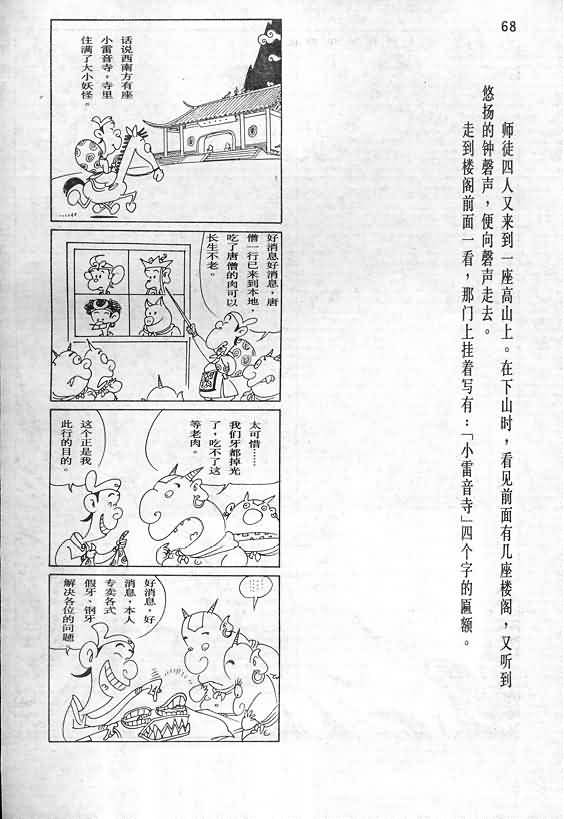 68
师徒四人又来到一座高山上。在下山时，看见前面有几座楼阁，又听到
悠扬的钟磬声，便向磬声走去。
走到楼阁前面一看，那门上挂着写有：「小雷音寺」四个字的匾额。
话说西南方有座
小雷音寺，寺里
住满了大小妖怪。
好消息好消息，唐
僧一行已来到本地，
吃了唐僧的肉可以
长生不老。
太可惜……
我们牙都掉光
了，吃不了这
等老肉。
这个正是我
此行的目的。
好消息，好
消息，本人
专卖各式
假牙、钢牙
解决各位的问题。